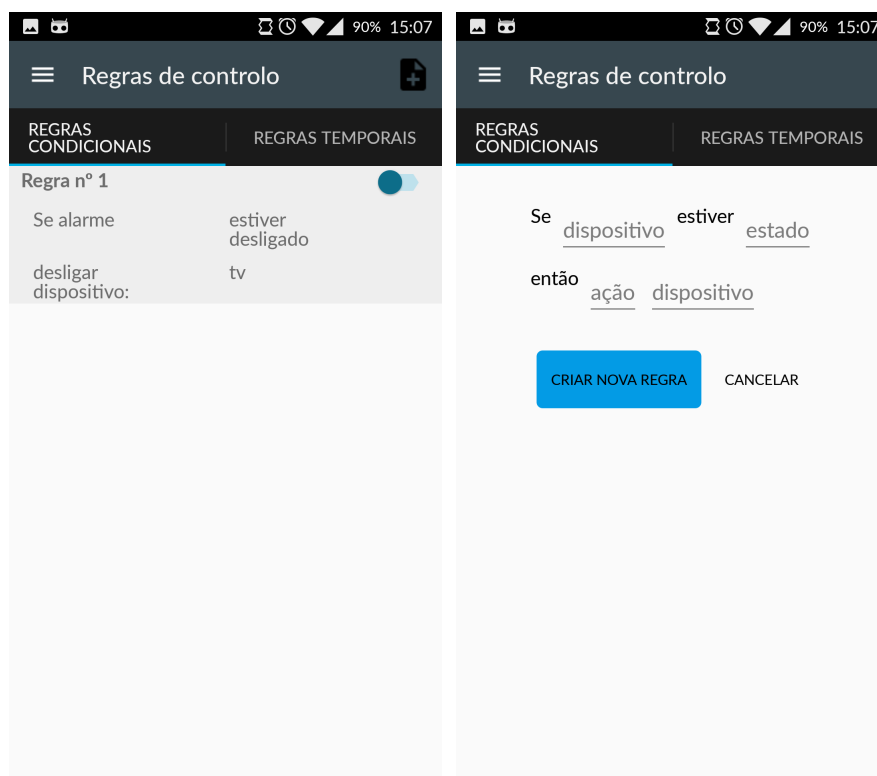 90% 15:07
Regras de controlo
REGRAS
CONDICIONAIS
REGRAS TEMPORAIS
Regra nº 1
Se alarme
estiver
desligado
desligar
dispositivo:
tv
90% 15:07
Regras de controlo
REGRAS
CONDICIONAIS
REGRAS TEMPORAIS
Se dispositivo estiver estado
então ação dispositivo
CRIAR NOVA REGRA CANCELAR